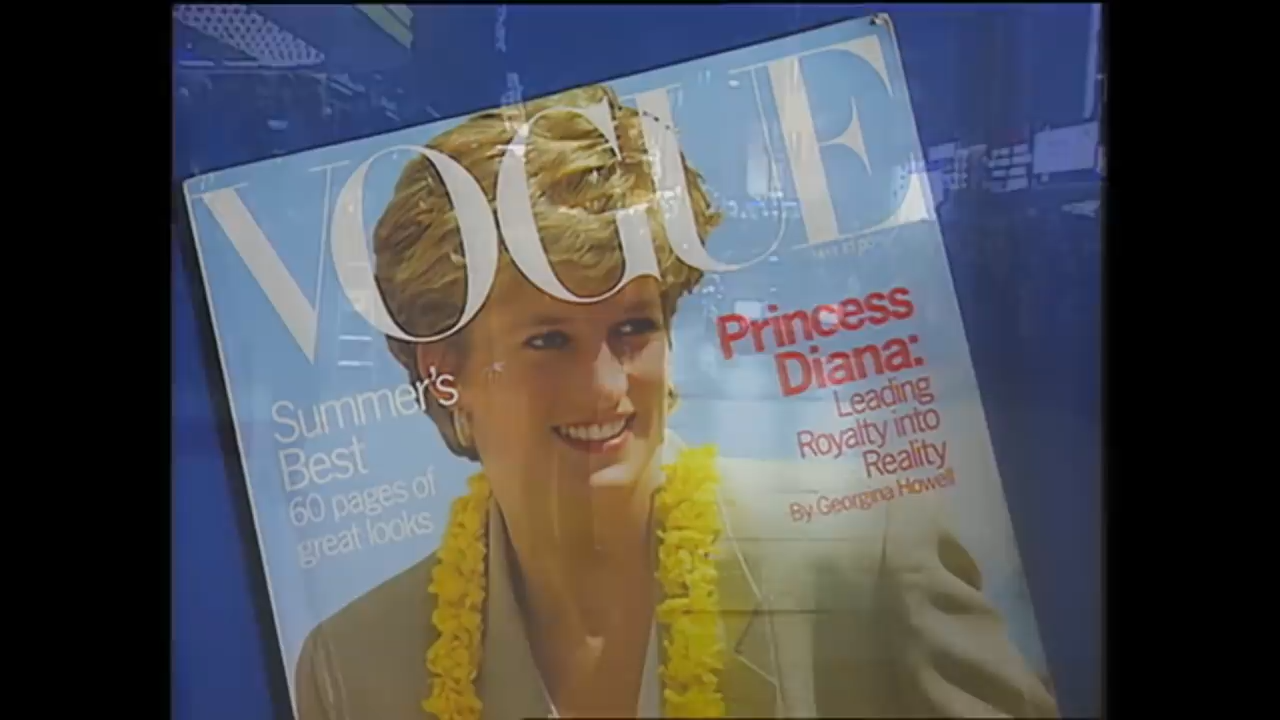 VOGUE
Summer's
Best
60 pages of
great looks
Princess
Diana:
Leading
Royalty into
Reality
By Georgina Howell